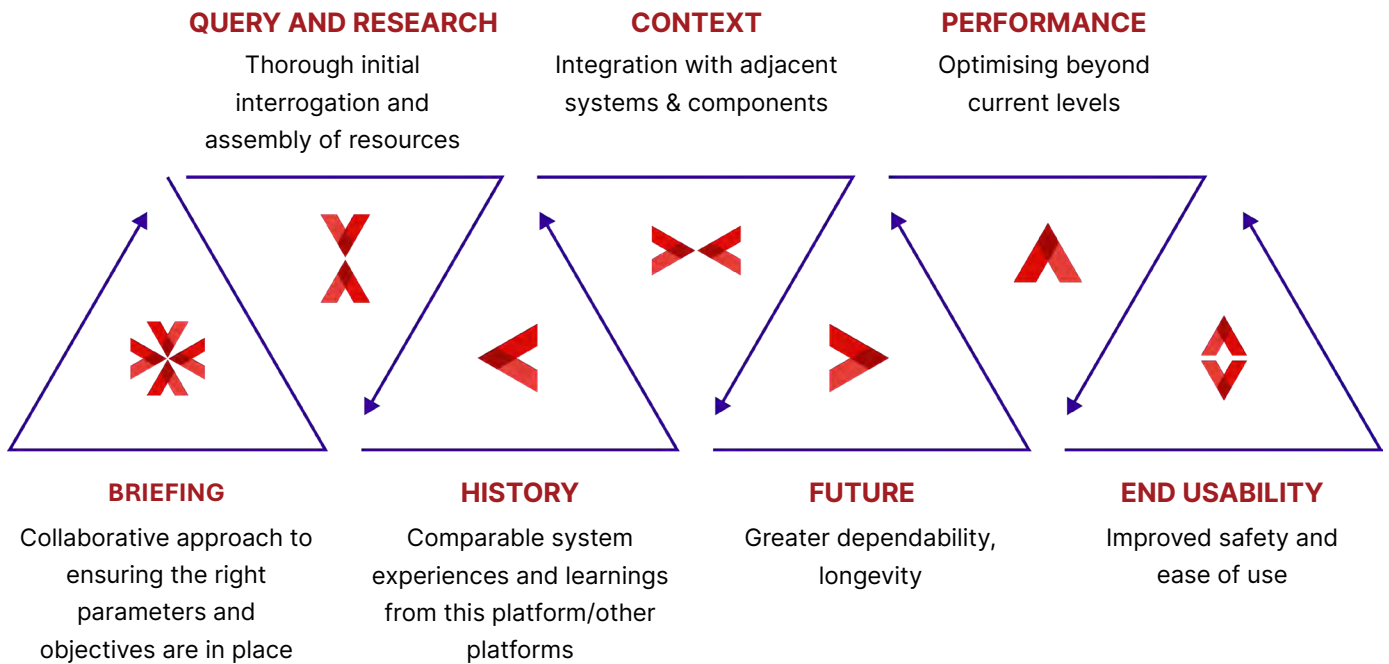 QUERY AND RESEARCH
Thorough initial
interrogation and
assembly of resources
CONTEXT
Integration with adjacent
systems & components
PERFORMANCE
Optimising beyond
current levels
BRIEFING
Collaborative approach to
ensuring the right
parameters and
objectives are in place
HISTORY
Comparable system
experiences and learnings
from this platform/other
platforms
FUTURE
Greater dependability,
longevity
END USABILITY
Improved safety and
ease of use